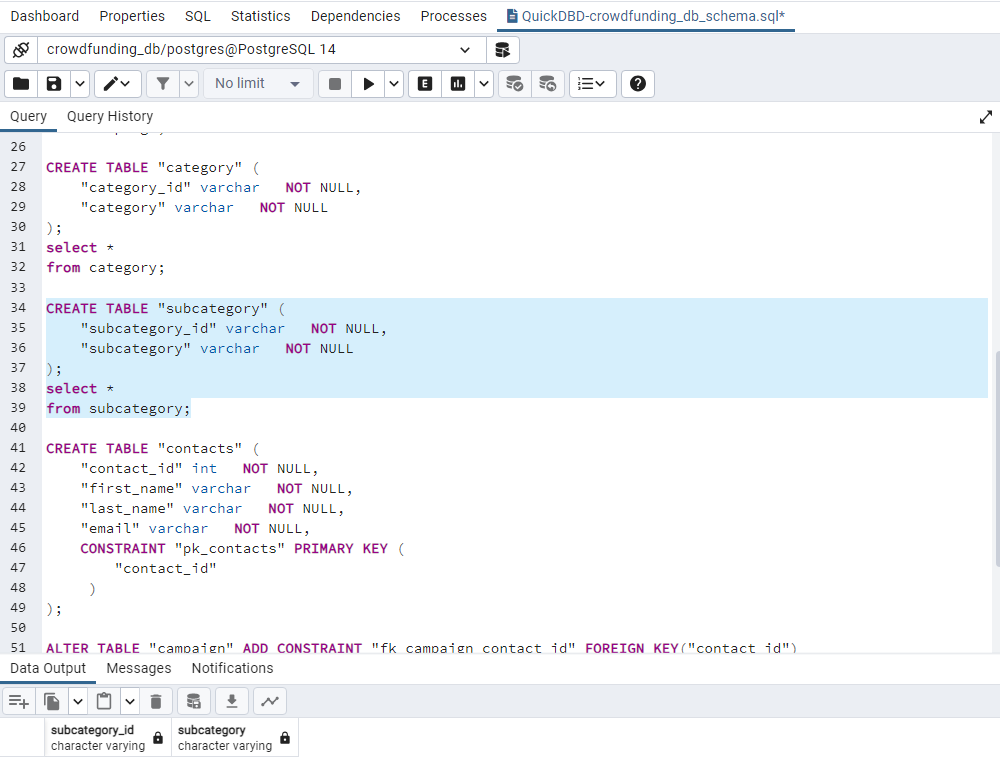 Dashboard Properties SQL Statistics Dependencies Processes QuickDBD-crowdfunding_db_schema.sql*
crowdfunding_db/postgres@PostgreSQL 14
No limit E
Query Query History
26
27 CREATE TABLE "category" (
28 "category_id" varchar NOT NULL,
29 "category" varchar NOT NULL
30 );
31 select *
32 from category;
33
34 CREATE TABLE "subcategory" (
35 "subcategory_id" varchar NOT NULL,
36 "subcategory" varchar NOT NULL
37 );
38 select *
39 from subcategory;
40
41 CREATE TABLE "contacts" (
42 "contact_id" int NOT NULL,
43 "first_name" varchar NOT NULL,
44 "last_name" varchar NOT NULL,
45 "email" varchar NOT NULL,
46 CONSTRAINT "pk_contacts" PRIMARY KEY (
47 "contact_id"
48 )
49 );
50
51 ALTER TABLE "campaign" ADD CONSTRAINT "fk_campaign_contact_id" FOREIGN KEY("contact_id")
Data Output Messages Notifications
subcategory_id subcategory
character varying character varying